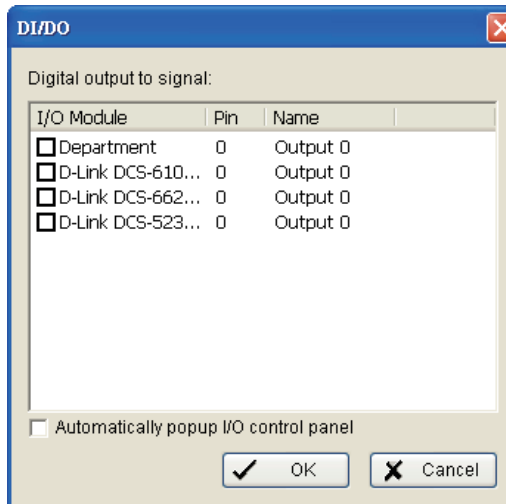 DI/DO
Digital output to signal:
I/O Module Pin Name
Department 0 Output 0
D-Link DCS-610... 0 Output 0
D-Link DCS-662... 0 Output 0
D-Link DCS-523... 0 Output 0
Automatically popup I/O control panel
OK Cancel